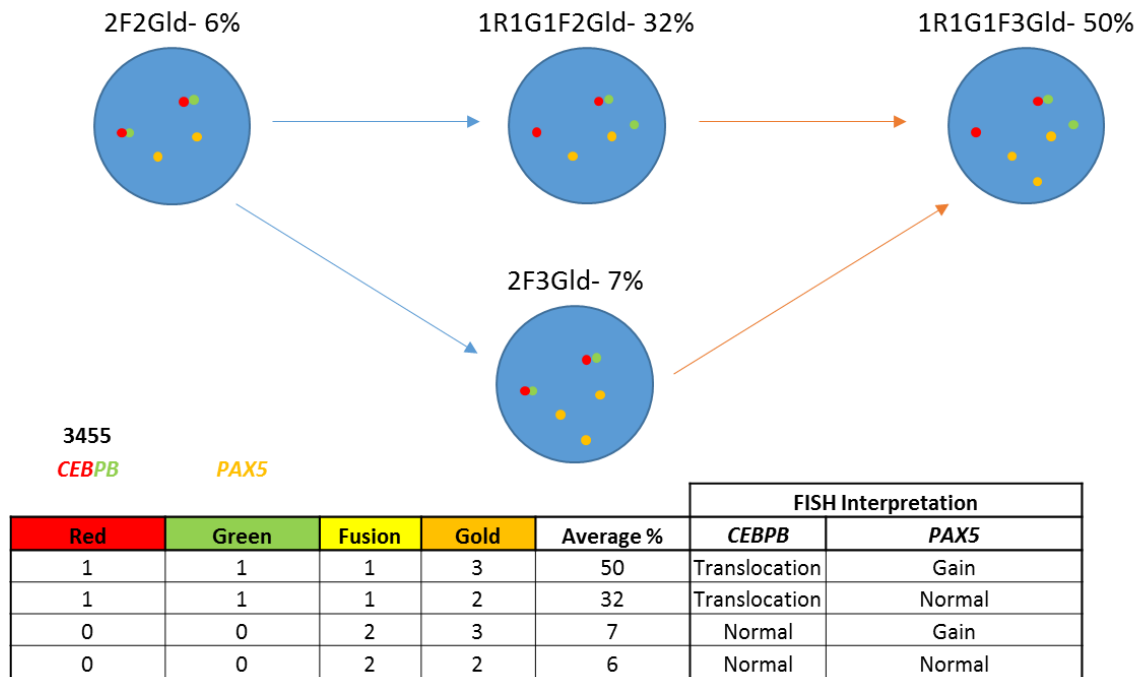 2F2Gld- 6%
1R1G1F2Gld- 32%
1R1G1F3Gld- 50%
2F3Gld- 7%
3455
CEBPB PAX5
FISH Interpretation
Red Green Fusion Gold Average % CEBPB PAX5
1 1 1 3 50 Translocation Gain
1 1 1 2 32 Translocation Normal
0 0 2 3 7 Normal Gain
0 0 2 2 6 Normal Normal